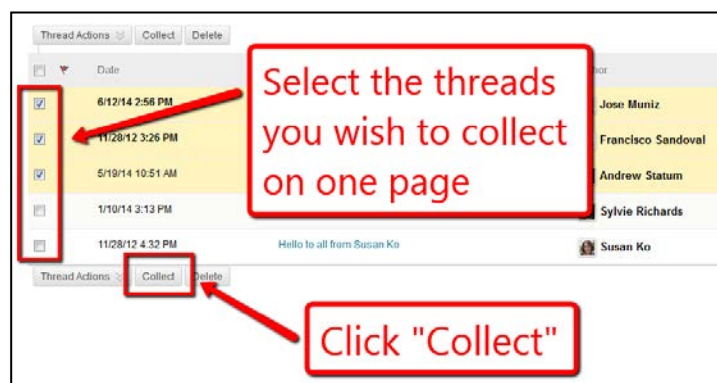 Thread Actions Collect Delete
Date
6/12/14 2:56 PM Jose Muniz
11/28/12 3:26 PM Francisco Sandoval
5/19/14 10:51 AM Andrew Statum
1/10/14 3:13 PM Sylvie Richards
11/28/12 4:32 PM Hello to all from Susan Ko Susan Ko
Thread Actions Collect Delete
Select the threads
you wish to collect
on one page
Click "Collect"